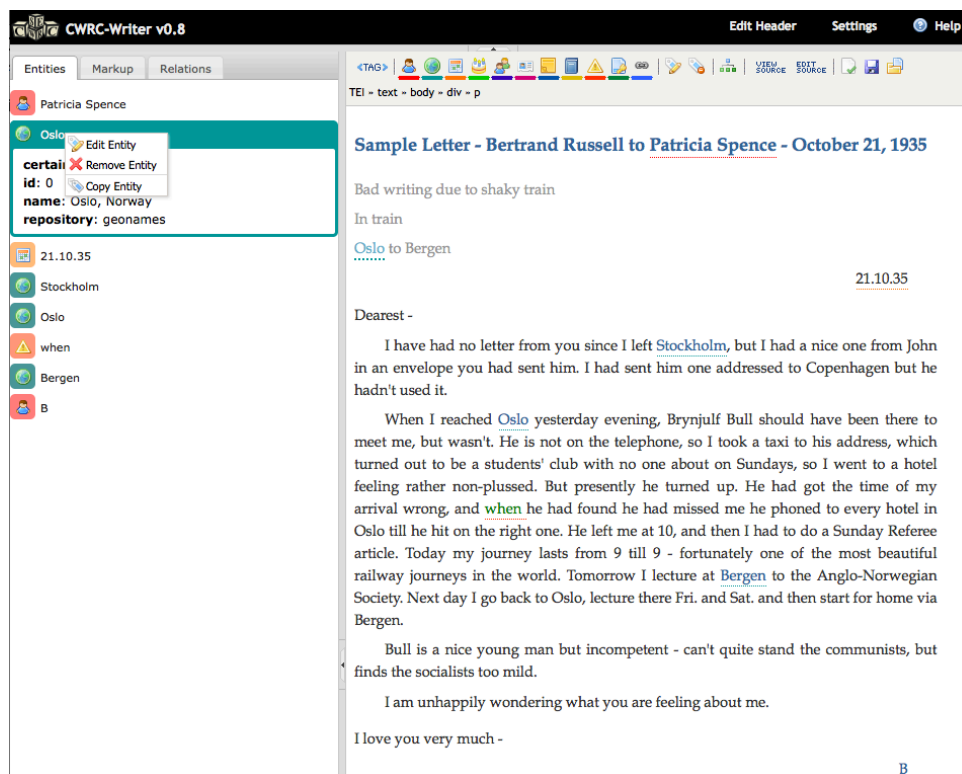 CWRC-Writer v0.8
Edit Header
Settings
Help
Entities
Markup
Relations
Patricia Spence
Oslo
Edit Entity
Remove Entity
Copy Entity
certai
id: 0
name: Oslo, Norway
repository: geonames
21.10.35
Stockholm
Oslo
when
Bergen
B
<TAG>
VIEW SOURCE
EDIT SOURCE
TEI » text » body » div » p
Sample Letter - Bertrand Russell to Patricia Spence - October 21, 1935
Bad writing due to shaky train
In train
Oslo to Bergen
21.10.35
Dearest -
I have had no letter from you since I left Stockholm, but I had a nice one from John
in an envelope you had sent him. I had sent him one addressed to Copenhagen but he
hadn't used it.
When I reached Oslo yesterday evening, Brynjulf Bull should have been there to
meet me, but wasn't. He is not on the telephone, so I took a taxi to his address, which
turned out to be a students' club with no one about on Sundays, so I went to a hotel
feeling rather non-plussed. But presently he turned up. He had got the time of my
arrival wrong, and when he had found he had missed me he phoned to every hotel in
Oslo till he hit on the right one. He left me at 10, and then I had to do a Sunday Referee
article. Today my journey lasts from 9 till 9 - fortunately one of the most beautiful
railway journeys in the world. Tomorrow I lecture at Bergen to the Anglo-Norwegian
Society. Next day I go back to Oslo, lecture there Fri. and Sat. and then start for home via
Bergen.
Bull is a nice young man but incompetent - can't quite stand the communists, but
finds the socialists too mild.
I am unhappily wondering what you are feeling about me.
I love you very much -
B